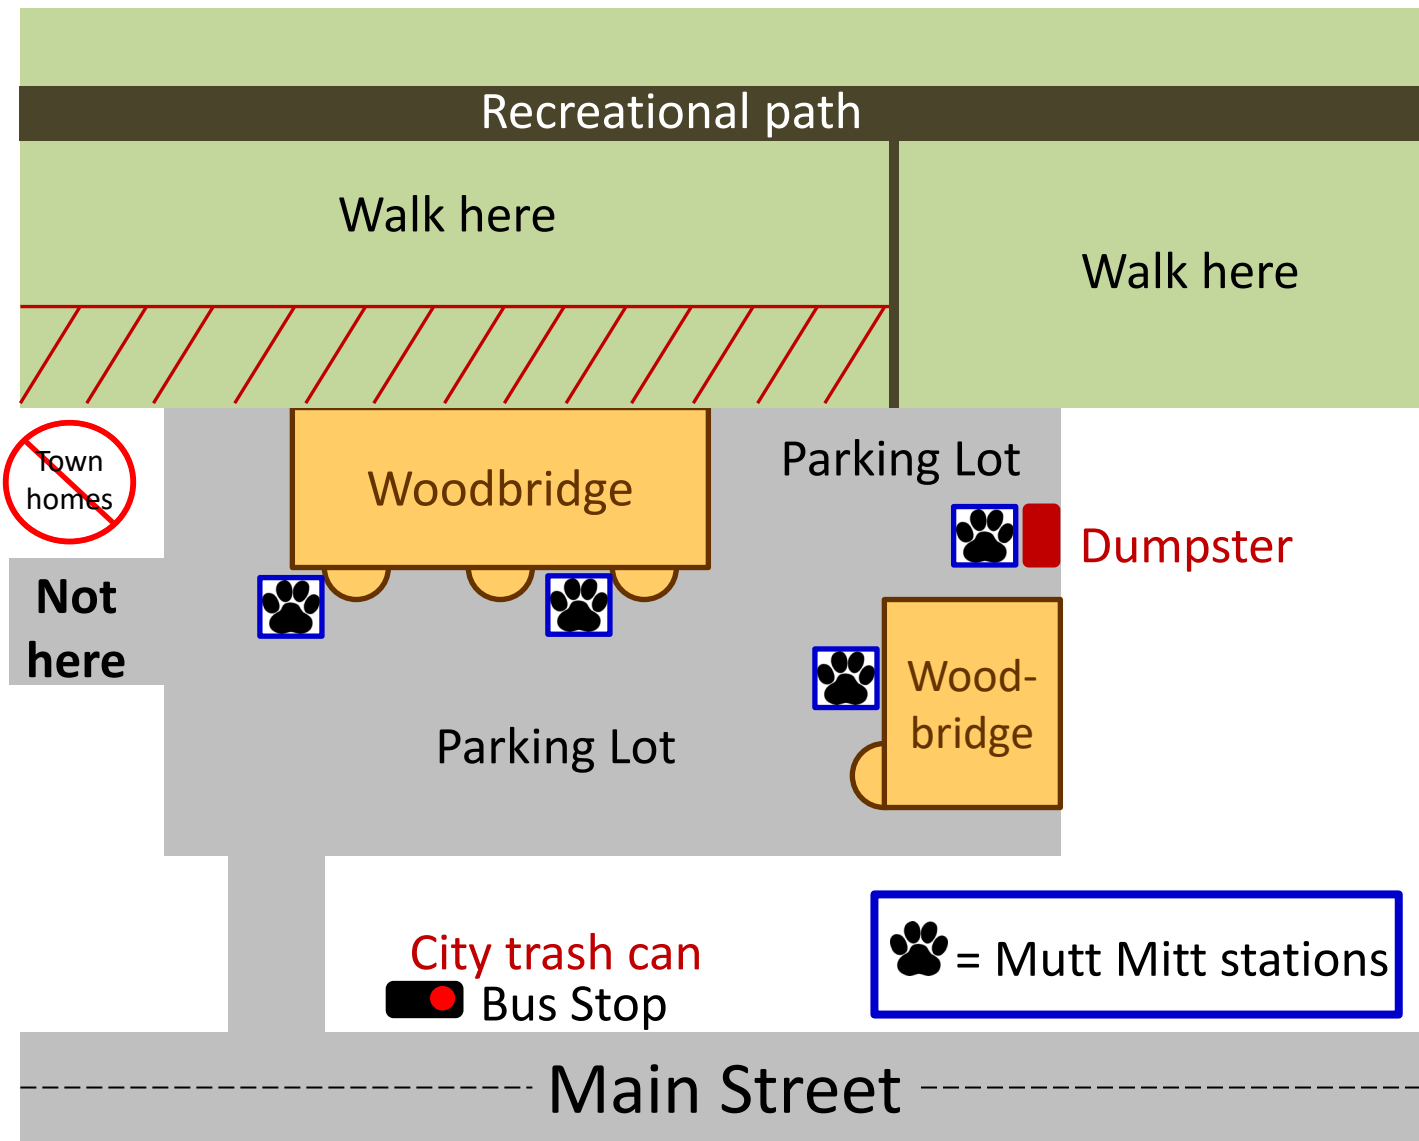 Recreational path
Walk here
Walk here
Town
homes
Woodbridge
Parking Lot
Dumpster
Not
here
Wood-
bridge
Parking Lot
City trash can
Bus Stop
= Mutt Mitt stations
Main Street